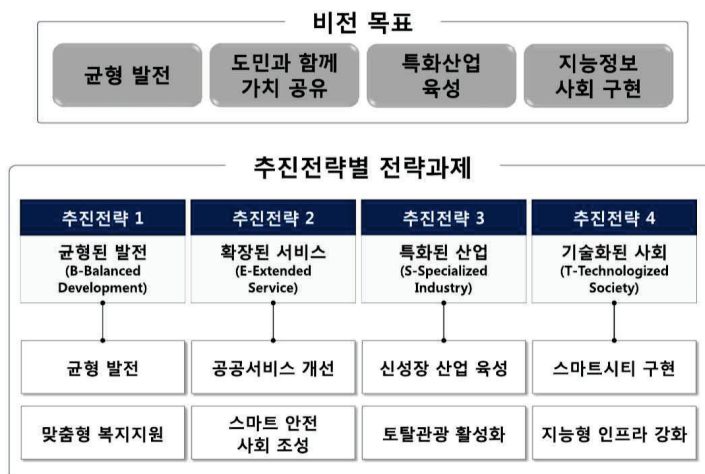 비전 목표
균형 발전
도민과 함께
가치 공유
특화산업
육성
지능정보
사회 구현
추진전략별 전략과제
추진전략 1
균형된 발전
(B-Balanced
Development)
균형 발전
맞춤형 복지지원
추진전략 2
확장된 서비스
(E-Extended
Service)
공공서비스 개선
스마트 안전
사회 조성
추진전략 3
특화된 산업
(S-Specialized
Industry)
신성장 산업 육성
토탈관광 활성화
추진전략 4
기술화된 사회
(T-Technologized
Society)
스마트시티 구현
지능형 인프라 강화